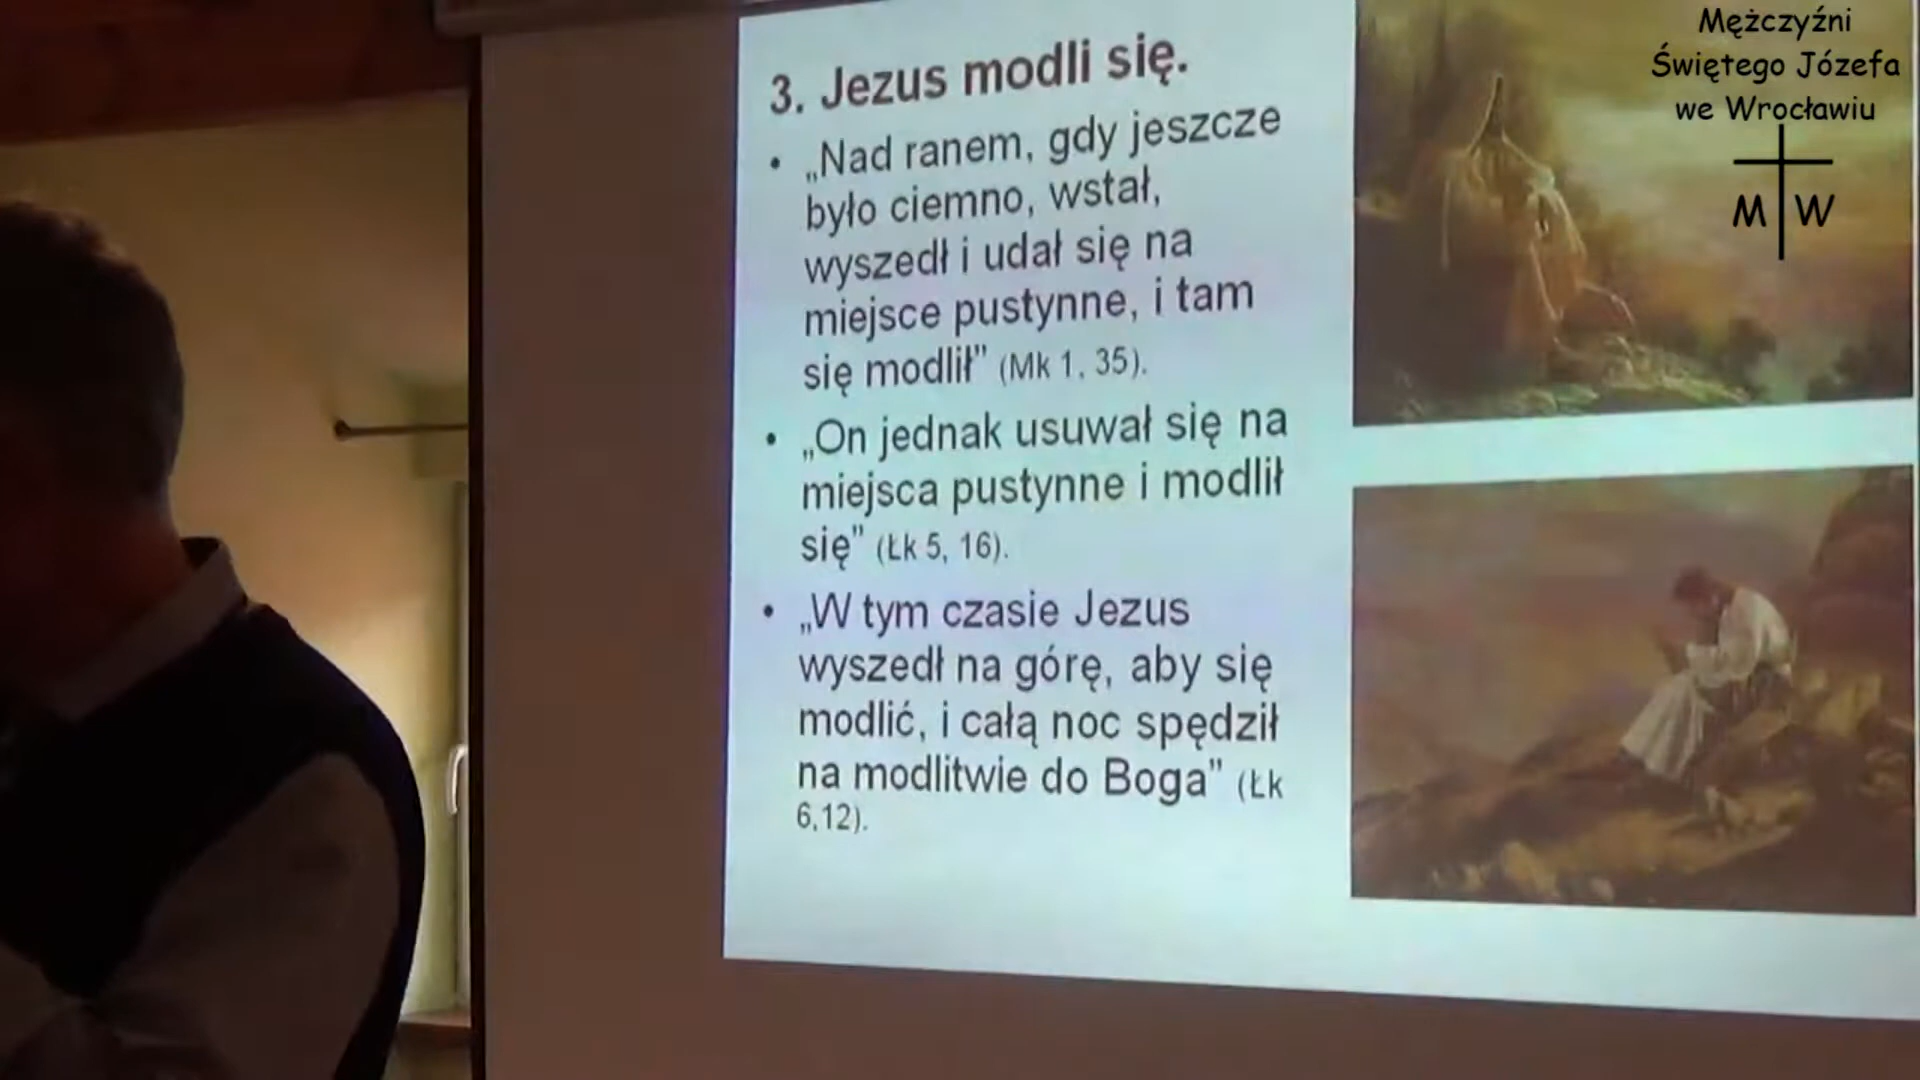 3. Jezus modli się.
• „Nad ranem, gdy jeszcze
było ciemno, wstał,
wyszedł i udał się na
miejsce pustynne, i tam
się modlił” (Mk 1, 35).
• „On jednak usuwał się na
miejsca pustynne i modlił
się” (Łk 5, 16).
• „W tym czasie Jezus
wyszedł na górę, aby się
modlić, i całą noc spędził
na modlitwie do Boga” (Łk
6,12).
Mężczyźni
Świętego Józefa
we Wrocławiu
M W